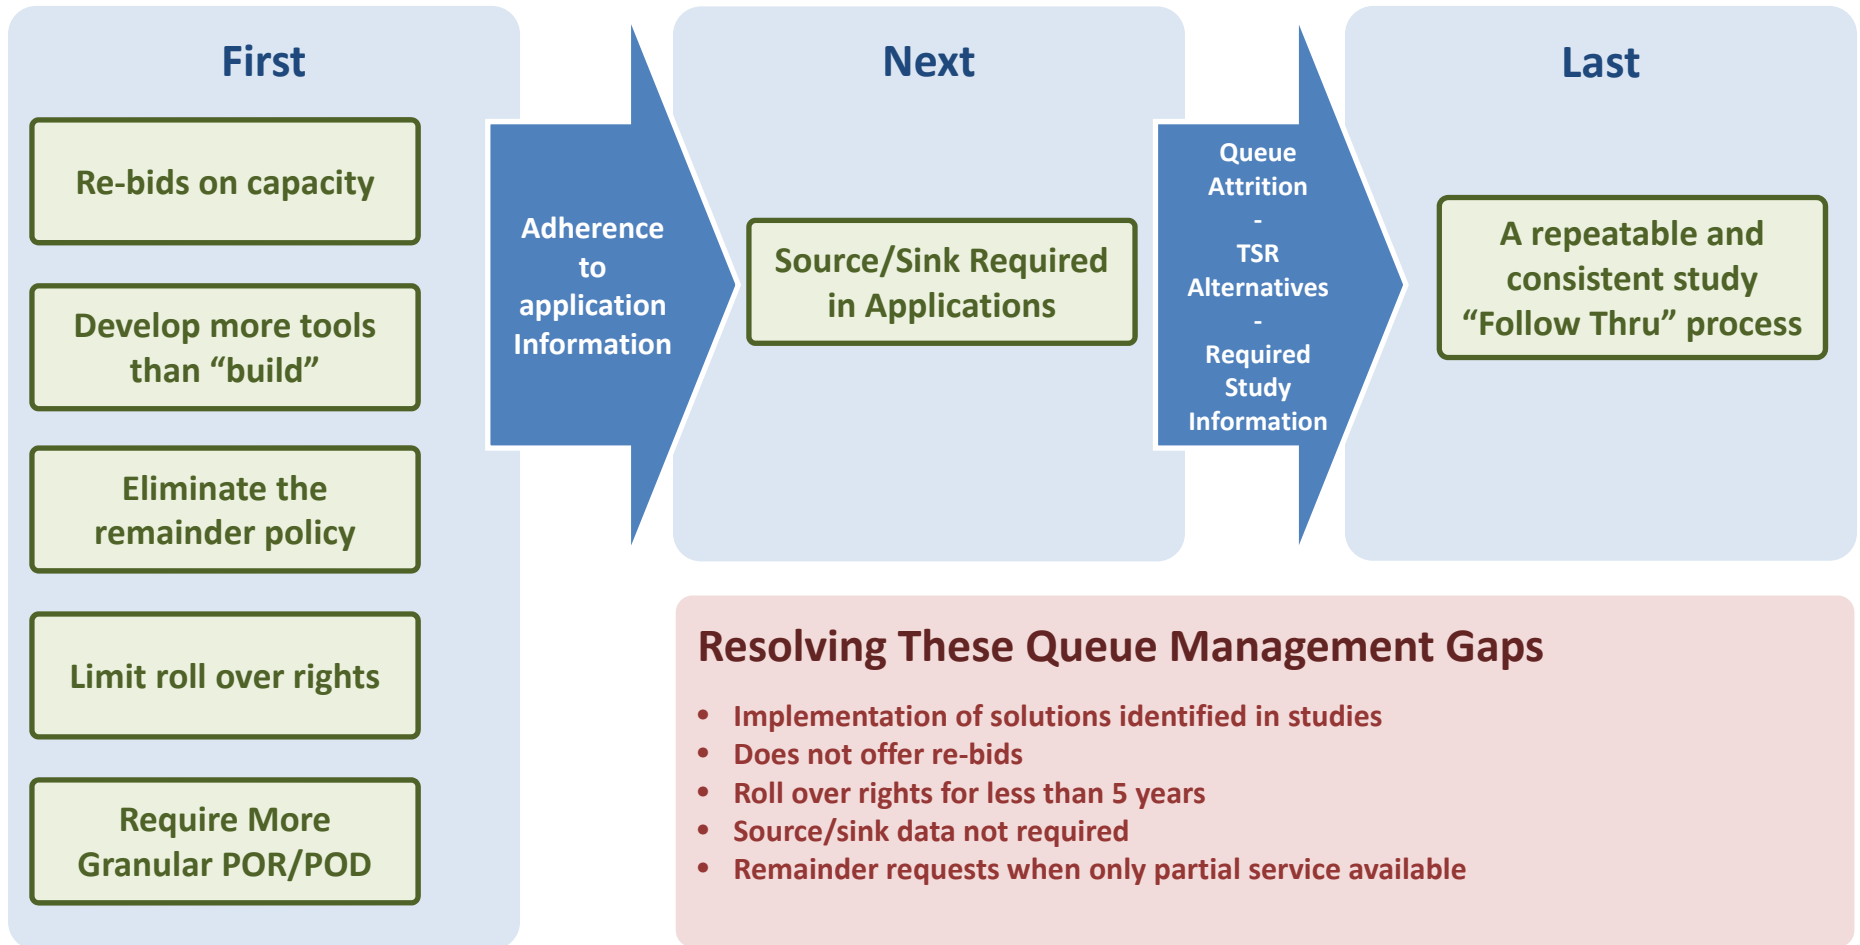 First
Re-bids on capacity
Develop more tools
than “build”
Eliminate the
remainder policy
Limit roll over rights
Require More
Granular POR/POD
Adherence
to
application
Information
Next
Source/Sink Required
in Applications
Queue
Attrition
-
TSR
Alternatives
-
Required
Study
Information
Last
A repeatable and
consistent study
“Follow Thru” process
Resolving These Queue Management Gaps
• Implementation of solutions identified in studies
• Does not offer re-bids
• Roll over rights for less than 5 years
• Source/sink data not required
• Remainder requests when only partial service available